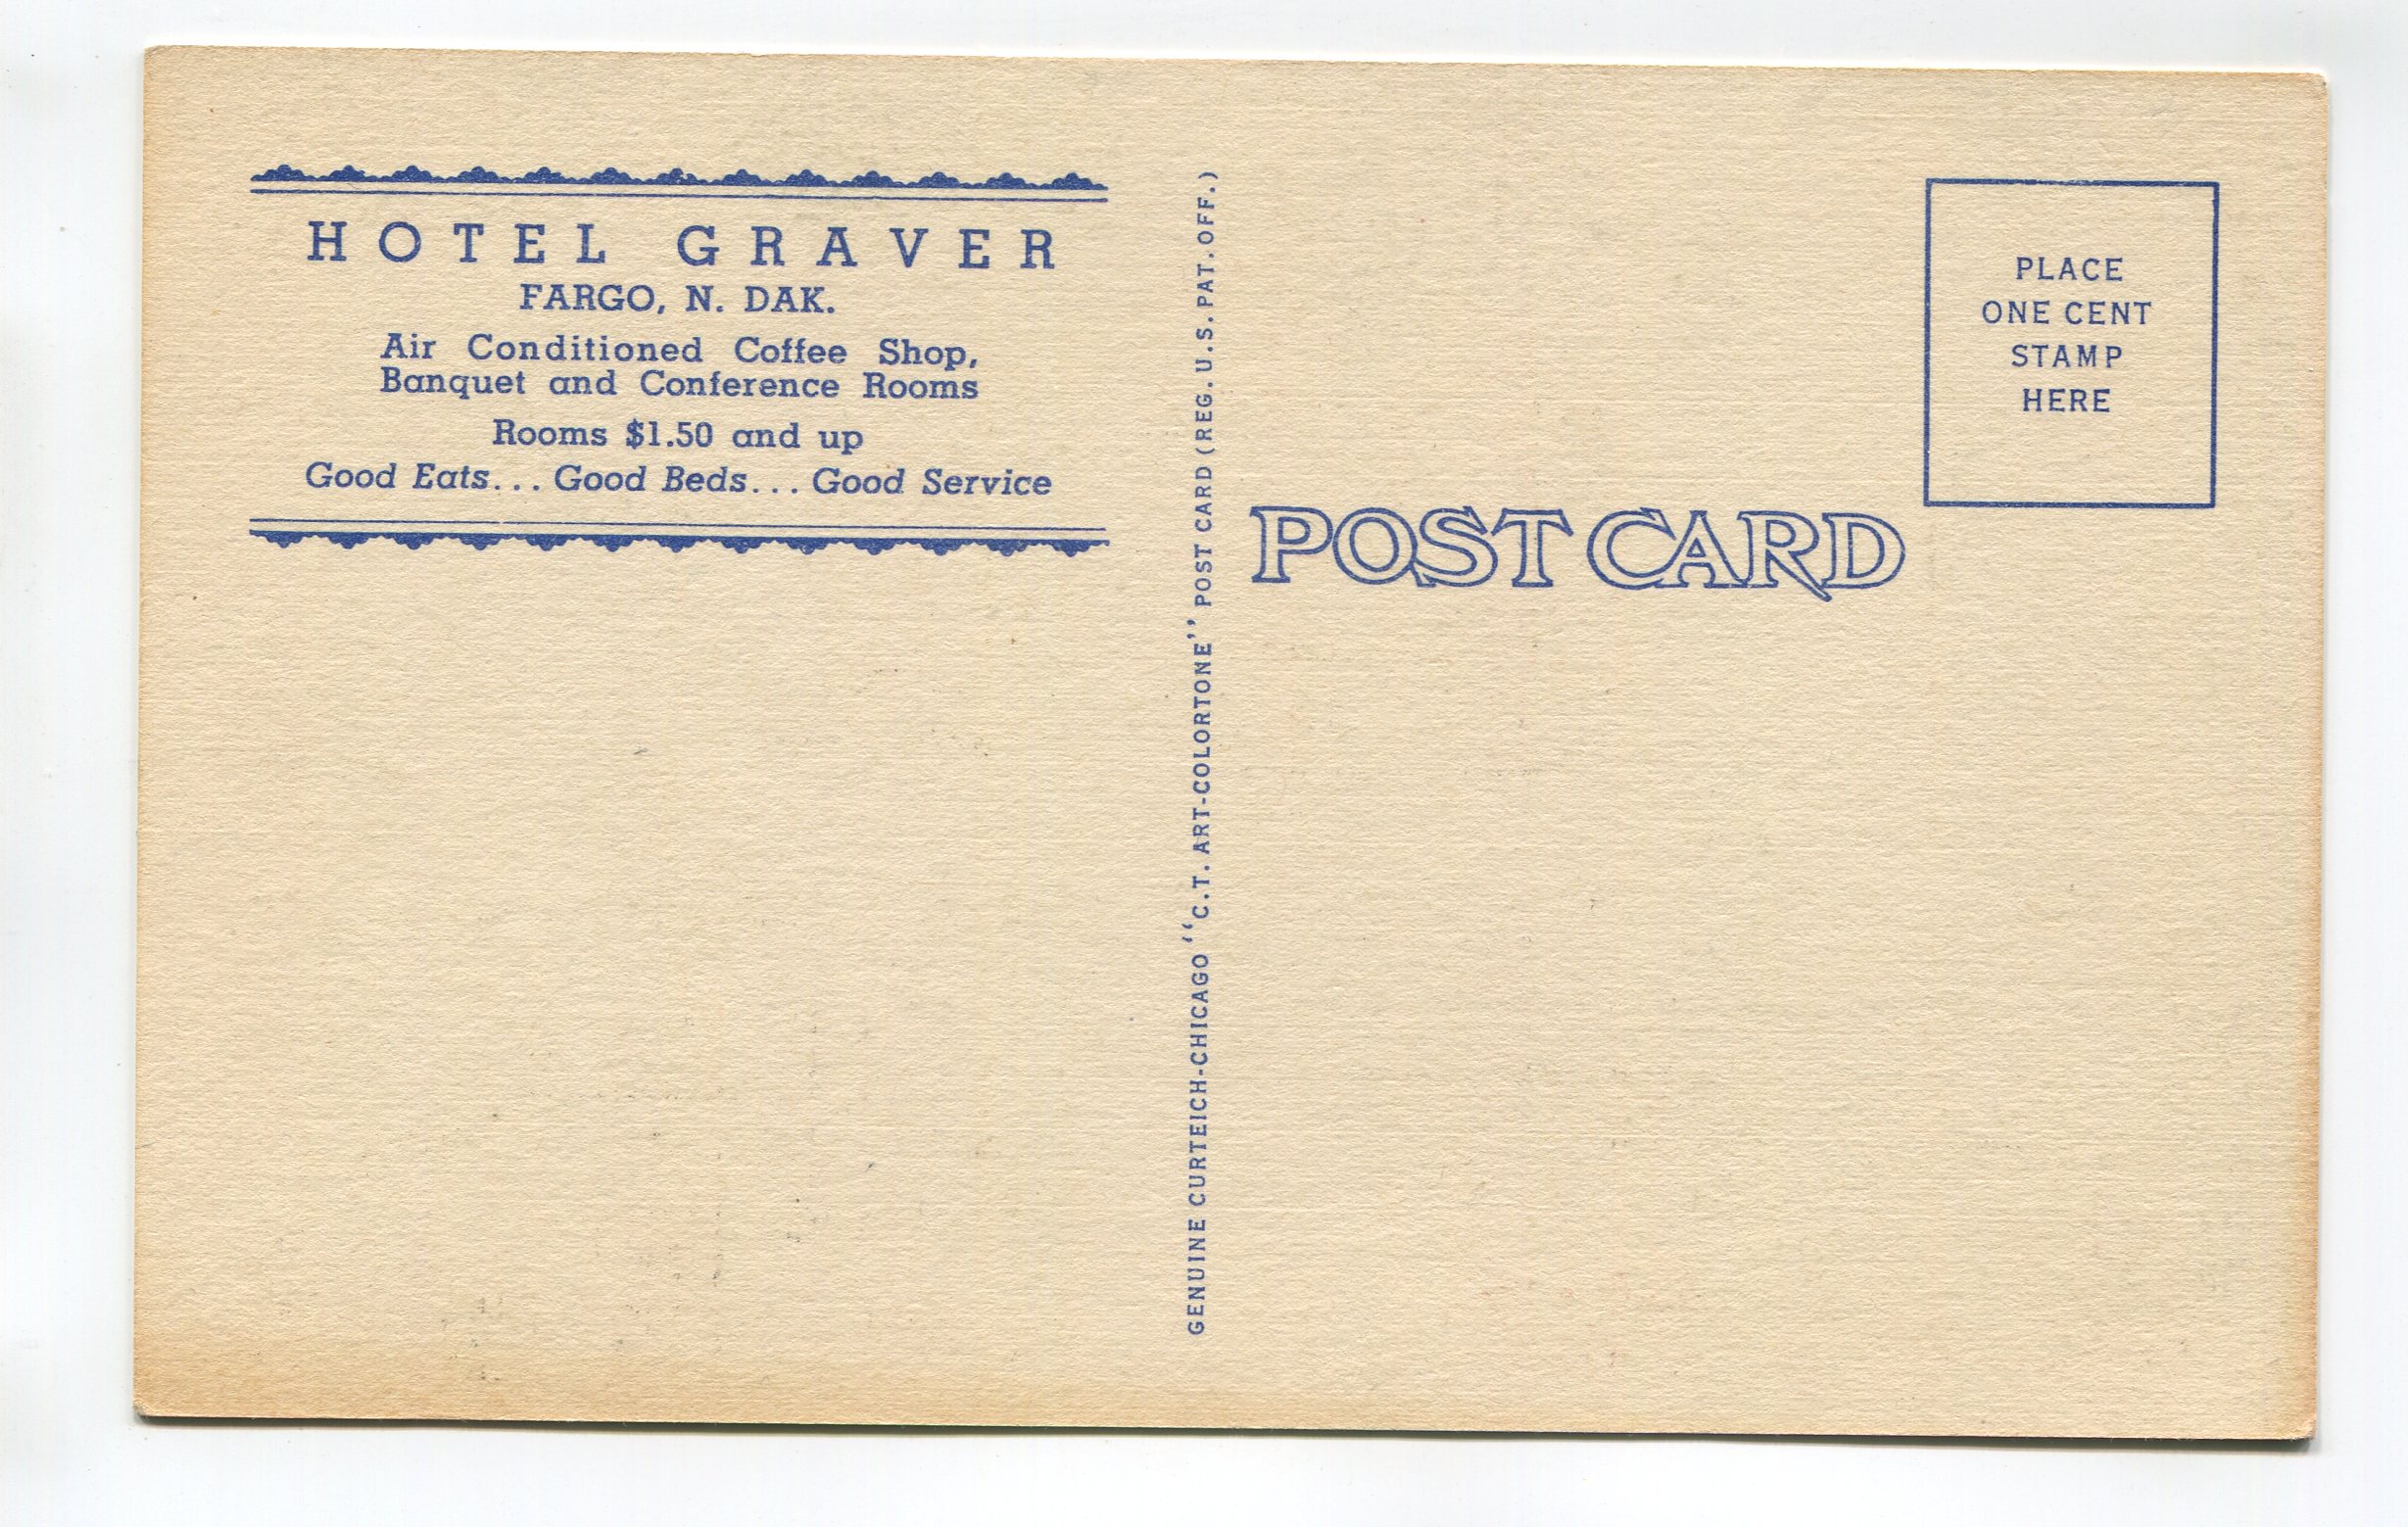 HOTEL GRAVER
FARGO, N. DAK.
Air Conditioned Coffee Shop,
Banquet and Conference Rooms
Rooms $1.50 and up
Good Eats... Good Beds... Good Service
GENUINE CURTEICH-CHICAGO "C.T. ART-COLORTONE" POST CARD (REG. U.S. PAT. OFF.)
POST CARD
PLACE
ONE CENT
STAMP
HERE